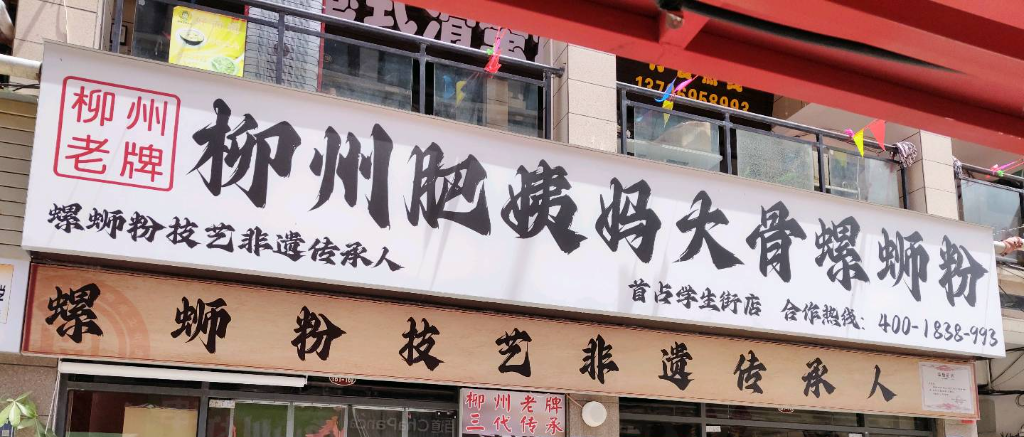 柳州
老牌
柳州肥姨妈大骨螺蛳粉
螺蛳粉技艺非遗传承人
首占学生街店 合作热线: 400-1838-993
螺蛳粉技艺非遗传承人
柳州老牌
三代传承